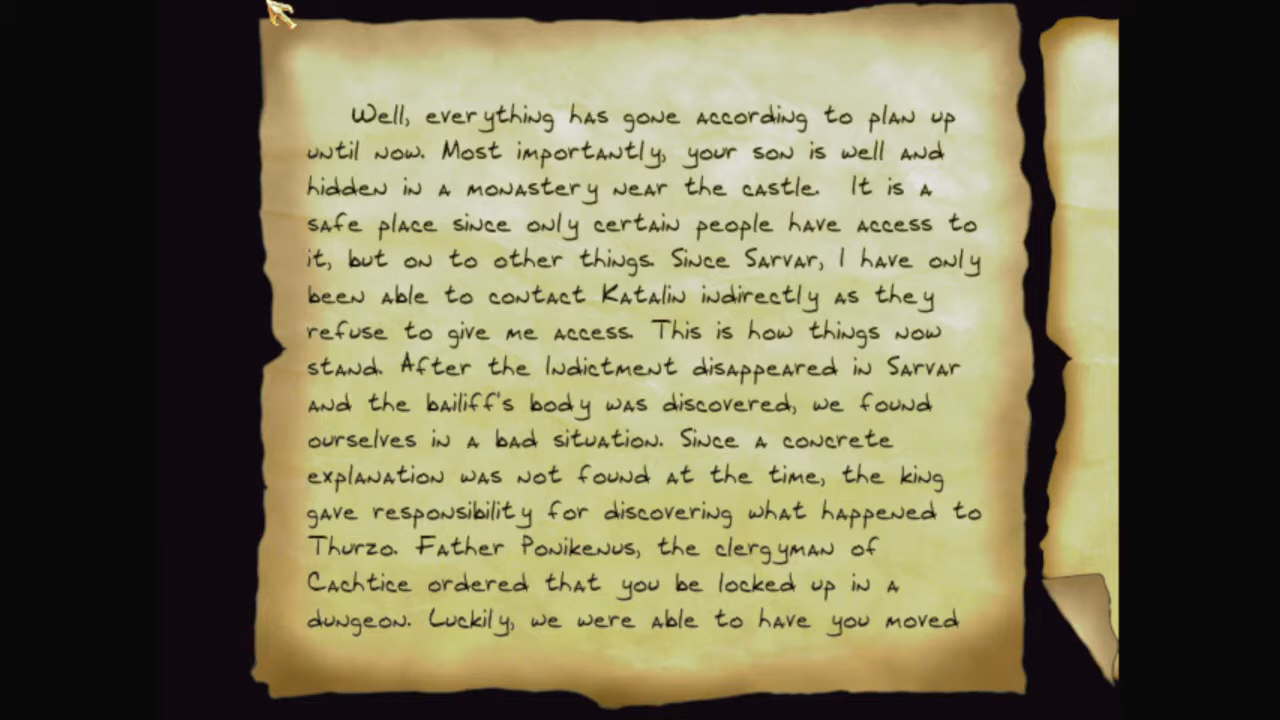 Well, everything has gone according to plan up
until now. Most importantly, your son is well and
hidden in a monastery near the castle. It is a
safe place since only certain people have access to
it, but on to other things. Since Sarvar, I have only
been able to contact Katalin indirectly as they
refuse to give me access. This is how things now
stand. After the Indictment disappeared in Sarvar
and the bailiff's body was discovered, we found
ourselves in a bad situation. Since a concrete
explanation was not found at the time, the king
gave responsibility for discovering what happened to
Thurzo. Father Ponikenus, the clergyman of
Cachtice ordered that you be locked up in a
dungeon. Luckily, we were able to have you moved